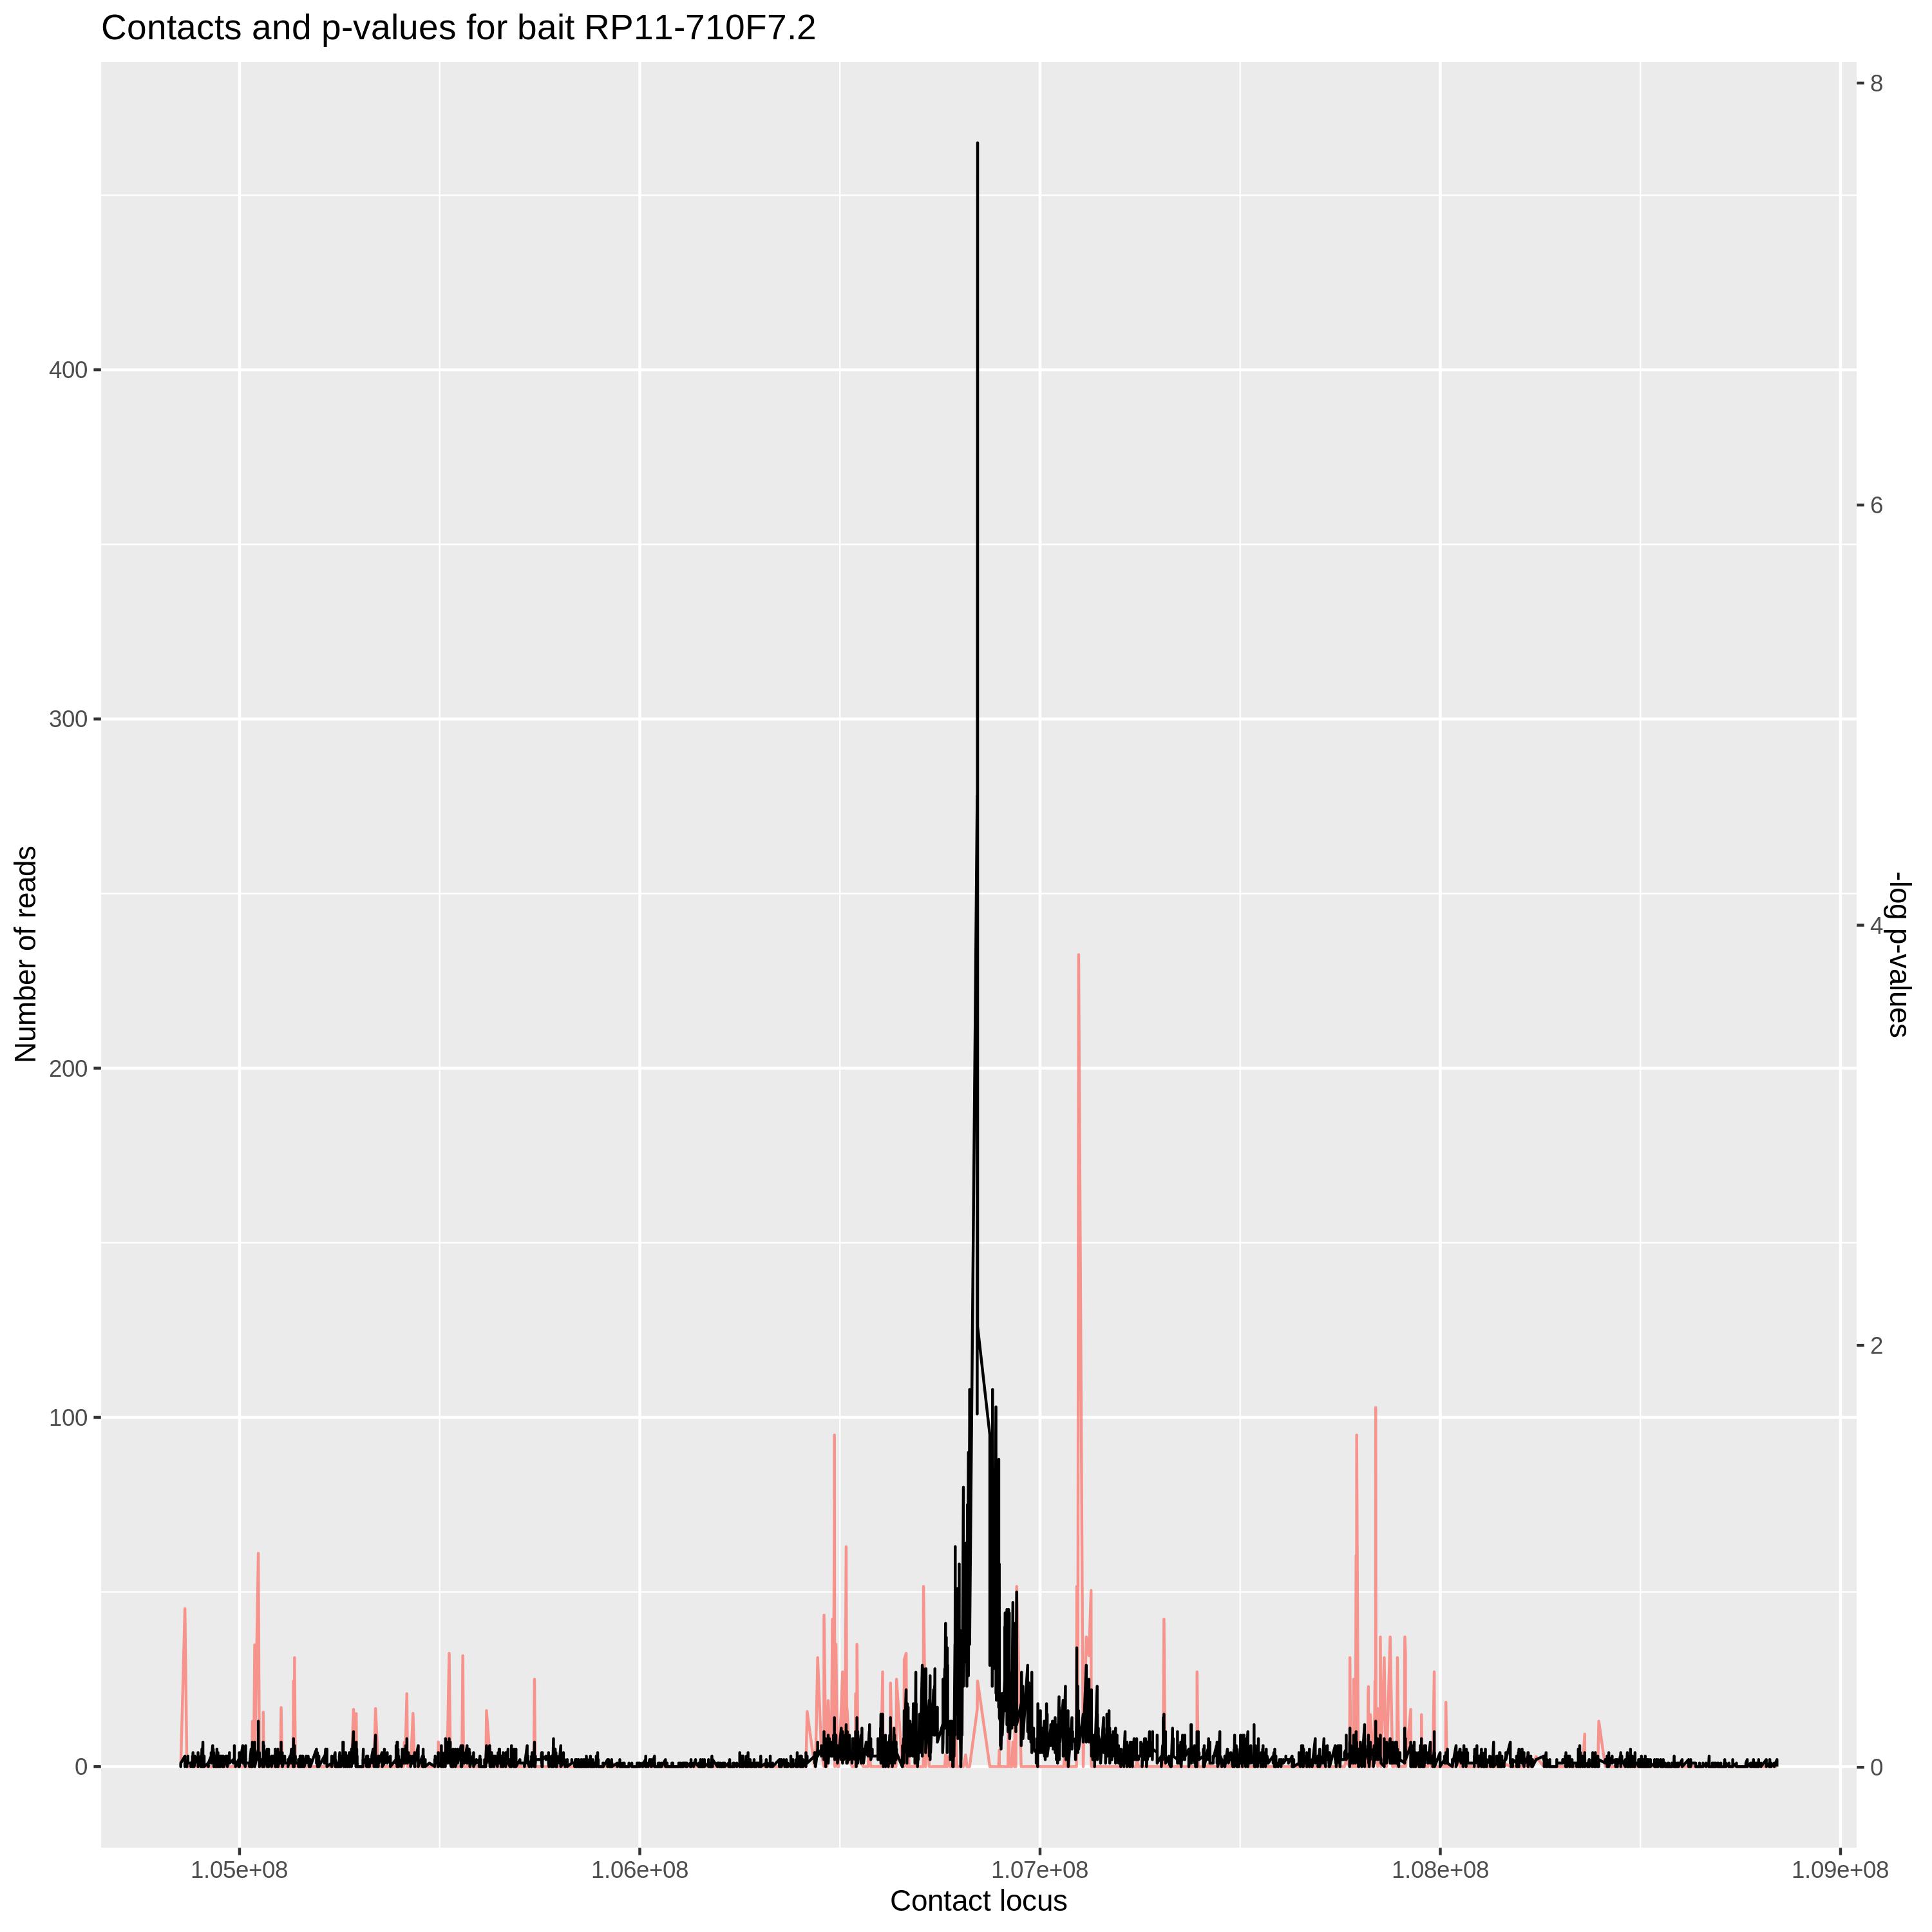 Contacts and p-values for bait RP11-710F7.2
8
400
6
300
Number of reads
4
-log p-values
200
2
100
0
0
1.05e+08
1.06e+08
1.07e+08
1.08e+08
1.09e+08
Contact locus